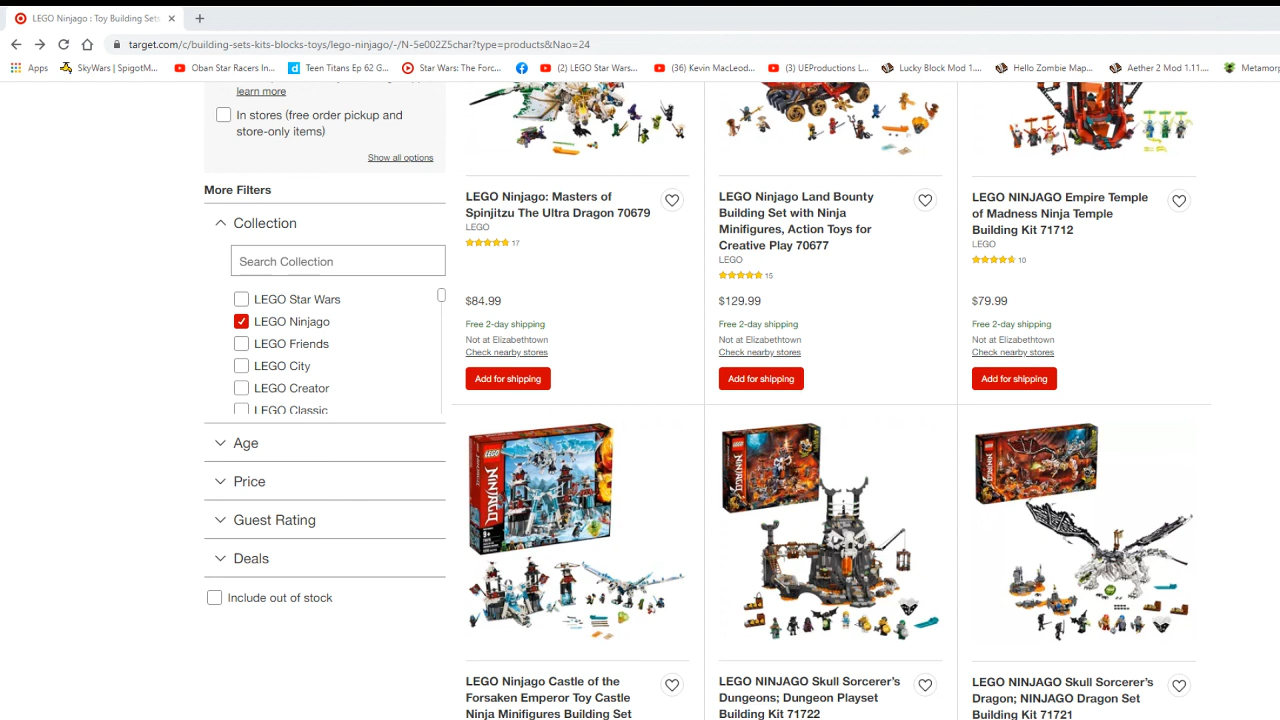 LEGO Ninjago : Toy Building Sets
target.com/c/building-sets-kits-blocks-toys/lego-ninjago/-/N-5e002Z5char?type=products&Nao=24
Apps SkyWars | SpigotM... Oban Star Racers In... Teen Titans Ep 62 G... Star Wars: The Forc... (2) LEGO Star Wars... (36) Kevin MacLeod... (3) UEProductions L... Lucky Block Mod 1.... Hello Zombie Map... Aether 2 Mod 1.11.... Metamorp
learn more
In stores (free order pickup and
store-only items)
Show all options
More Filters
Collection
Search Collection
LEGO Star Wars
LEGO Ninjago
LEGO Friends
LEGO City
LEGO Creator
LEGO Classic
Age
Price
Guest Rating
Deals
Include out of stock
LEGO Ninjago: Masters of
Spinjitzu The Ultra Dragon 70679
LEGO
17
$84.99
Free 2-day shipping
Not at Elizabethtown
Check nearby stores
Add for shipping
LEGO Ninjago Land Bounty
Building Set with Ninja
Minifigures, Action Toys for
Creative Play 70677
LEGO
15
$129.99
Free 2-day shipping
Not at Elizabethtown
Check nearby stores
Add for shipping
LEGO NINJAGO Empire Temple
of Madness Ninja Temple
Building Kit 71712
LEGO
10
$79.99
Free 2-day shipping
Not at Elizabethtown
Check nearby stores
Add for shipping
LEGO
NINJAGO
9+
LEGO Ninjago Castle of the
Forsaken Emperor Toy Castle
Ninja Minifigures Building Set
LEGO
NINJAGO
LEGO NINJAGO Skull Sorcerer's
Dungeons; Dungeon Playset
Building Kit 71722
LEGO
NINJAGO
LEGO NINJAGO Skull Sorcerer's
Dragon; NINJAGO Dragon Set
Building Kit 71721